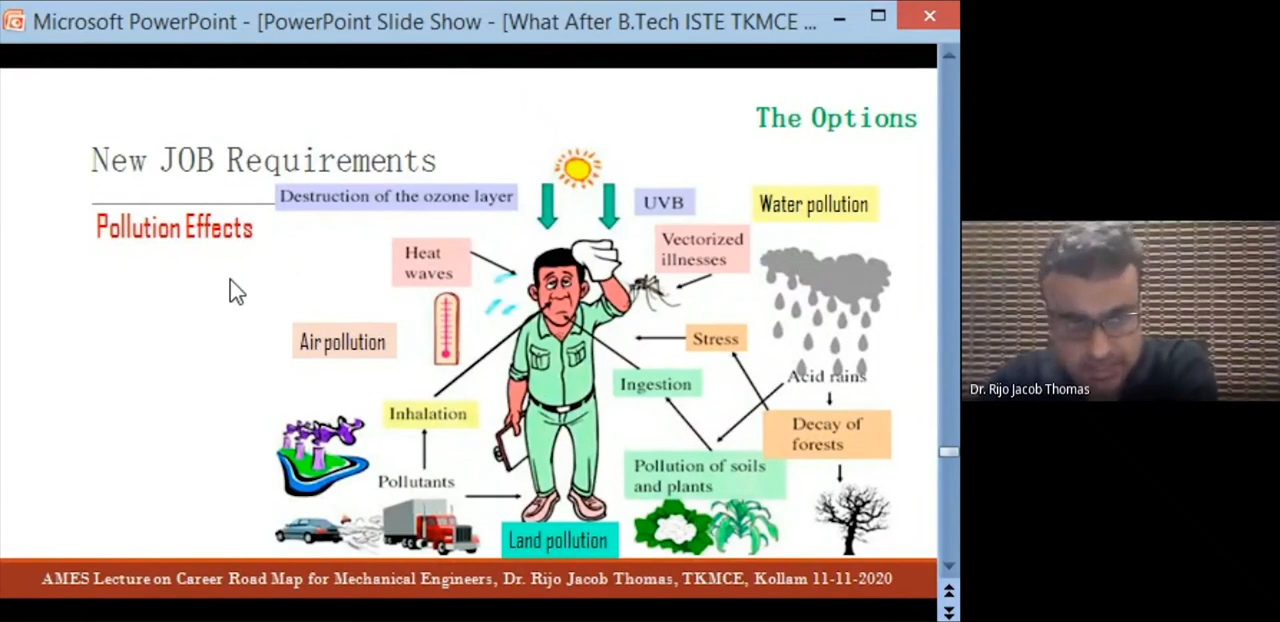 Microsoft PowerPoint - [PowerPoint Slide Show - [What After B.Tech ISTE TKMCE ...
The Options
New JOB Requirements
Destruction of the ozone layer
UVB
Water pollution
Pollution Effects
Heat
waves
Vectorized
illnesses
Air pollution
Stress
Ingestion
Acid rains
Dr. Rijo Jacob Thomas
Inhalation
Decay of
forests
Pollutants
Pollution of soils
and plants
Land pollution
AMES Lecture on Career Road Map for Mechanical Engineers, Dr. Rijo Jacob Thomas, TKMCE, Kollam 11-11-2020